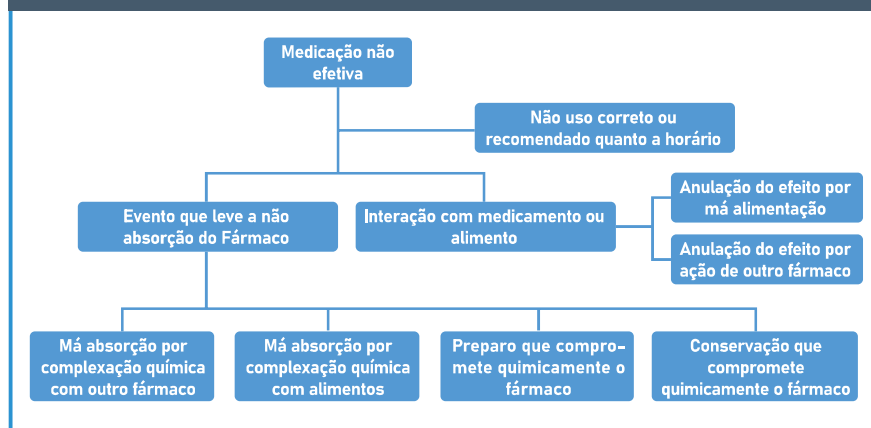 Medicação não
efetiva
Não uso correto ou
recomendado quanto a horário
Evento que leve a não
absorção do Fármaco
Interação com medicamento ou
alimento
Anulação do efeito por
má alimentação
Anulação do efeito por
ação de outro fármaco
Má absorção por
complexação química
com outro fármaco
Má absorção por
complexação química
com alimentos
Preparo que compro-
mete quimicamente o
fármaco
Conservação que
compromete
quimicamente o fármaco